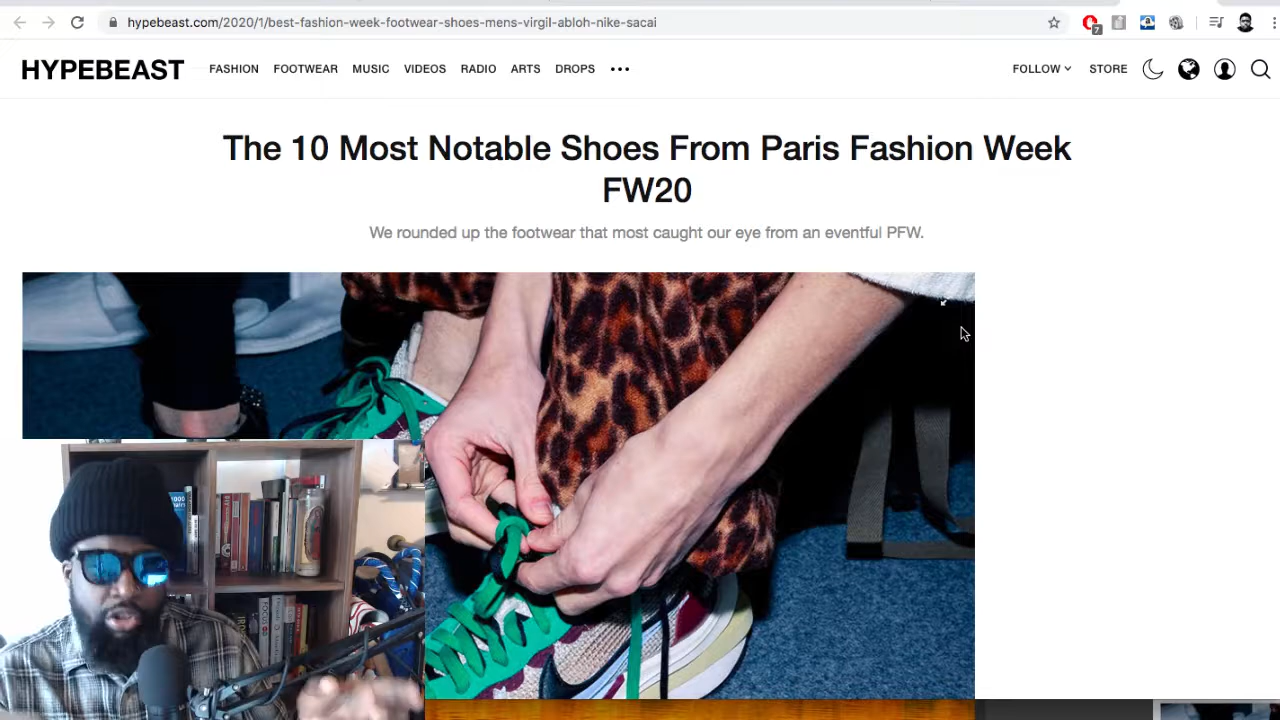 hypebeast.com/2020/1/best-fashion-week-footwear-shoes-mens-virgil-abloh-nike-sacai
7
HYPEBEAST FASHION FOOTWEAR MUSIC VIDEOS RADIO ARTS DROPS ••• FOLLOW STORE
The 10 Most Notable Shoes From Paris Fashion Week
FW20
We rounded up the footwear that most caught our eye from an eventful PFW.